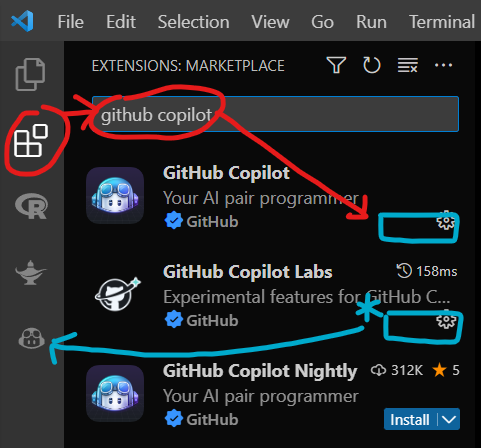 File Edit Selection View Go Run Terminal
EXTENSIONS: MARKETPLACE
github copilot
GitHub Copilot
Your AI pair programmer
GitHub
GitHub Copilot Labs 158ms
Experimental features for GitHub C...
GitHub
GitHub Copilot Nightly 312K 5
Your AI pair programmer
GitHub Install
R